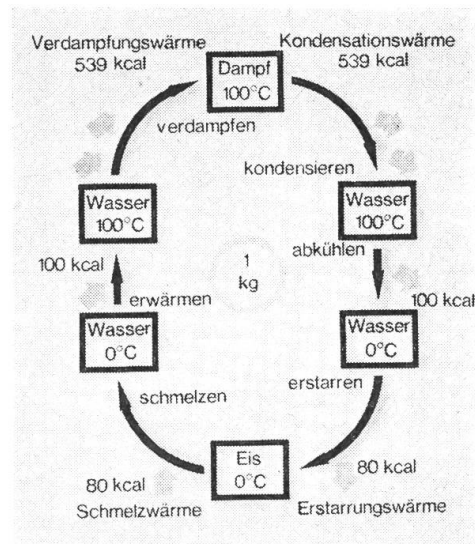 Verdampfungswärme
539 kcal
Kondensationswärme
539 kcal
Dampf
100°C
verdampfen
kondensieren
Wasser
100°C
Wasser
100°C
100 kcal
abkühlen
1
kg
erwärmen
100 kcal
Wasser
0°C
Wasser
0°C
schmelzen
erstarren
Eis
0°C
80 kcal
Schmelzwärme
80 kcal
Erstarrungswärme